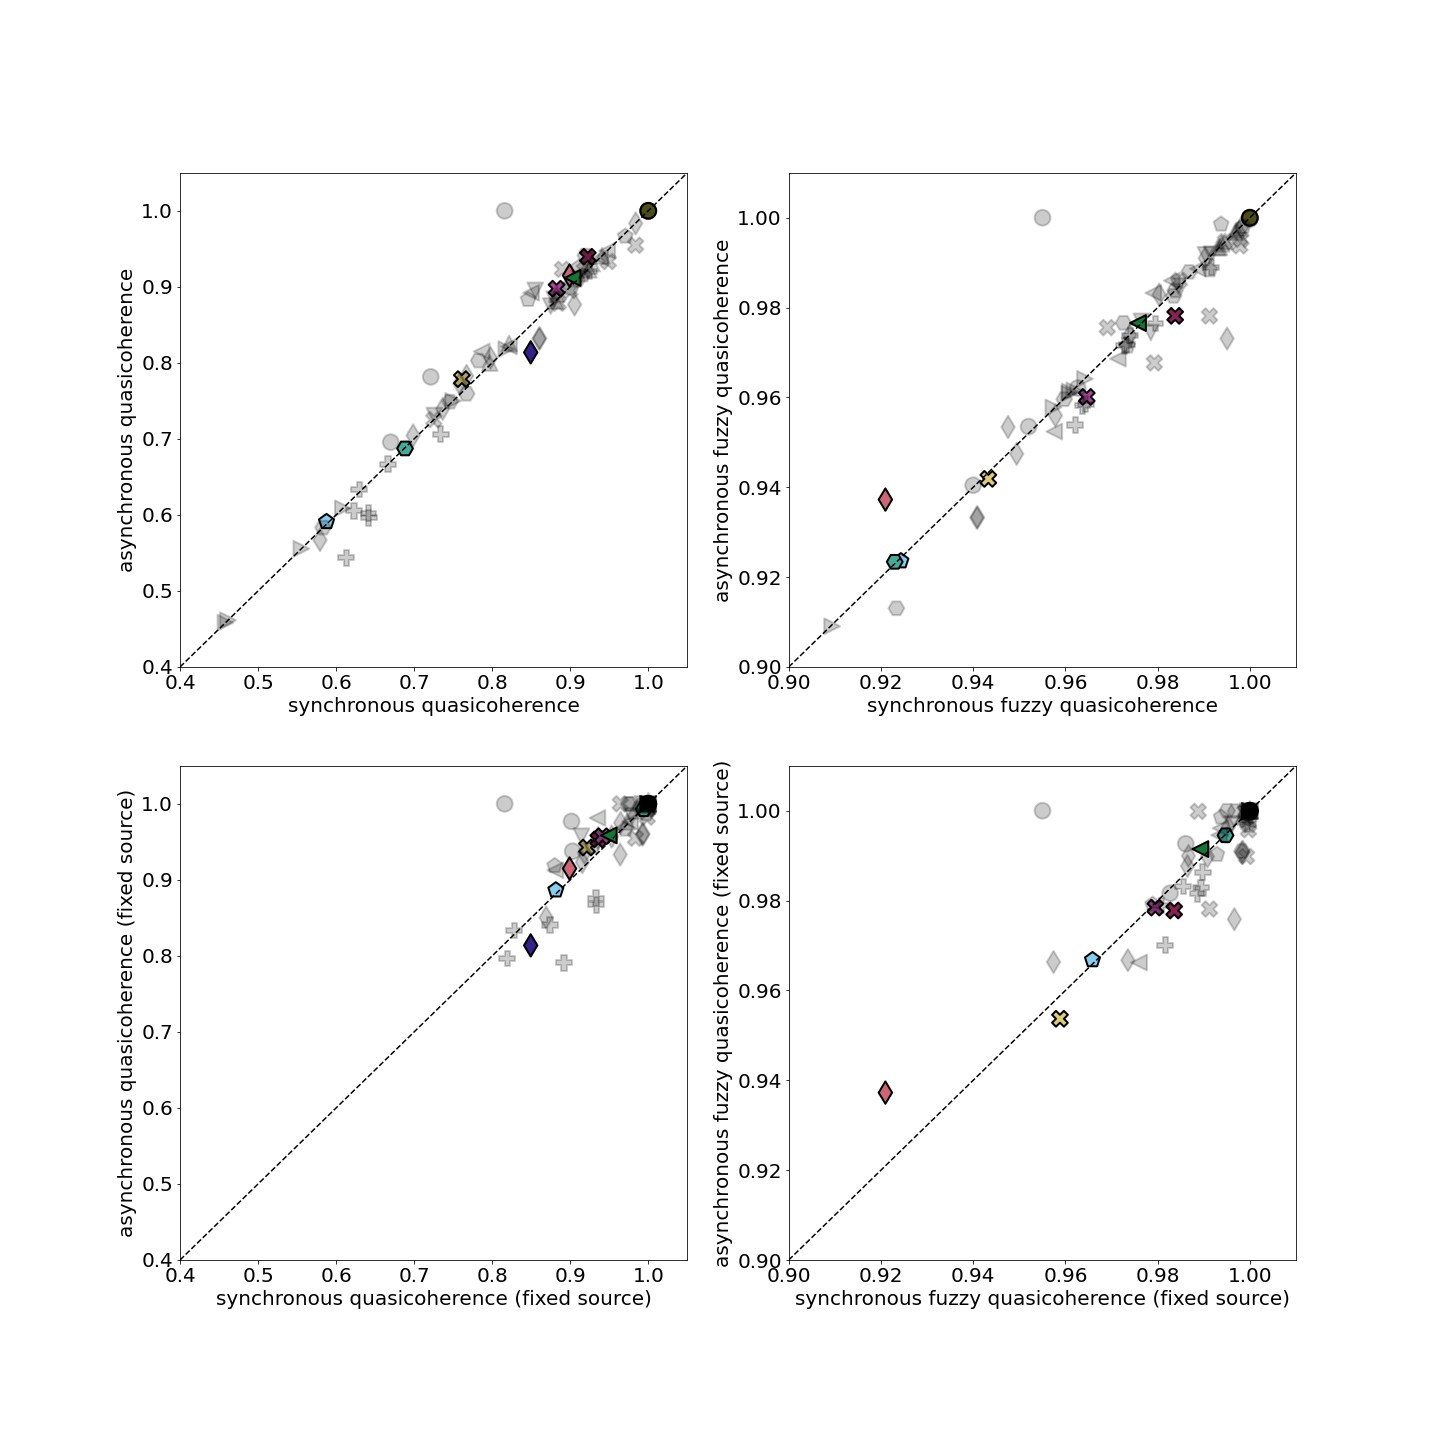 1.0
0.9
0.8
0.7
0.6
0.5
0.4
asynchronous quasicoherence
0.4 0.5 0.6 0.7 0.8 0.9 1.0
synchronous quasicoherence
1.00
0.98
0.96
0.94
0.92
0.90
asynchronous fuzzy quasicoherence
0.90 0.92 0.94 0.96 0.98 1.00
synchronous fuzzy quasicoherence
1.0
0.9
0.8
0.7
0.6
0.5
0.4
asynchronous quasicoherence (fixed source)
0.4 0.5 0.6 0.7 0.8 0.9 1.0
synchronous quasicoherence (fixed source)
1.00
0.98
0.96
0.94
0.92
0.90
asynchronous fuzzy quasicoherence (fixed source)
0.90 0.92 0.94 0.96 0.98 1.00
synchronous fuzzy quasicoherence (fixed source)